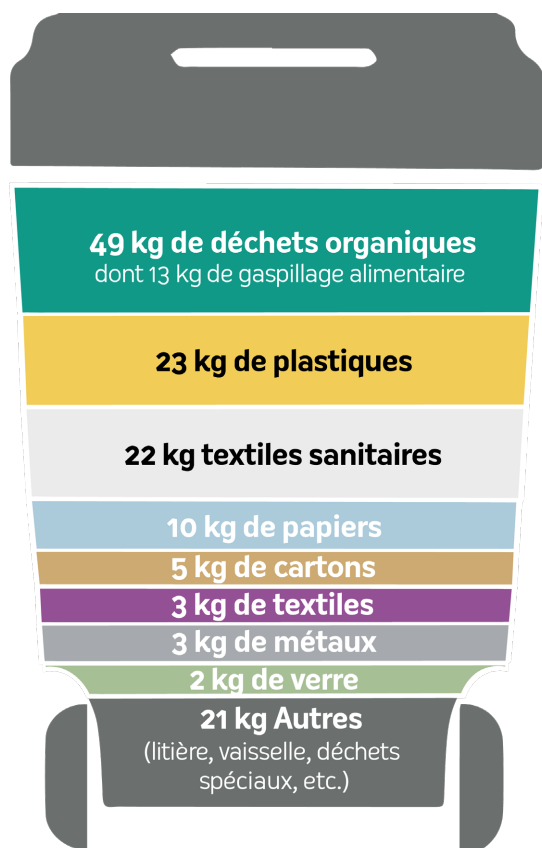 49 kg de déchets organiques
dont 13 kg de gaspillage alimentaire
23 kg de plastiques
22 kg textiles sanitaires
10 kg de papiers
5 kg de cartons
3 kg de textiles
3 kg de métaux
2 kg de verre
21 kg Autres
(litière, vaisselle, déchets
spéciaux, etc.)